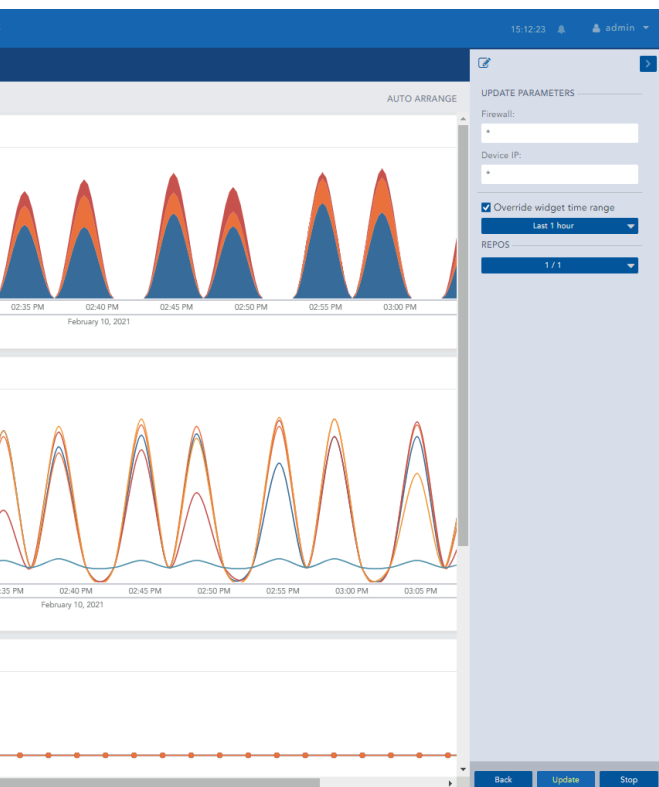 15:12:23
admin
AUTO ARRANGE
UPDATE PARAMETERS
Firewall:
*
Device IP:
*
Override widget time range
Last 1 hour
REPOS
1 / 1
02:35 PM 02:40 PM 02:45 PM 02:50 PM 02:55 PM 03:00 PM
February 10, 2021
:35 PM 02:40 PM 02:45 PM 02:50 PM 02:55 PM 03:00 PM 03:05 PM
February 10, 2021
Back Update Stop